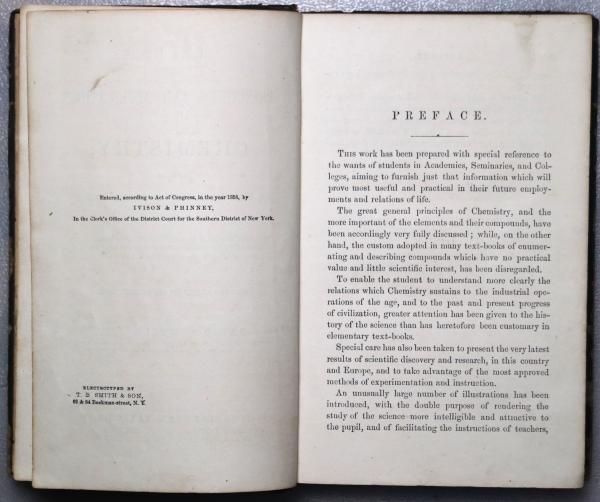 Entered, according to Act of Congress, in the year 1858, by
IVISON & PHINNEY,
In the Clerk's Office of the District Court for the Southern District of New York.
ELECTROTYPED BY
T. B. SMITH & SON,
82 & 84 Beekman-street, N. Y.
PREFACE.
This work has been prepared with special reference to
the wants of students in Academies, Seminaries, and Col-
leges, aiming to furnish just that information which will
prove most useful and practical in their future employ-
ments and relations of life.
The great general principles of Chemistry, and the
more important of the elements and their compounds, have
been accordingly very fully discussed; while, on the other
hand, the custom adopted in many text-books of enumer-
ating and describing compounds which have no practical
value and little scientific interest, has been disregarded.
To enable the student to understand more clearly the
relations which Chemistry sustains to the industrial ope-
rations of the age, and to the past and present progress
of civilization, greater attention has been given to the his-
tory of the science than has heretofore been customary in
elementary text-books.
Special care has also been taken to present the very latest
results of scientific discovery and research, in this country
and Europe, and to take advantage of the most approved
methods of experimentation and instruction.
An unusally large number of illustrations has been
introduced, with the double purpose of rendering the
study of the science more intelligible and attractive to
the pupil, and of facilitating the instructions of teachers,